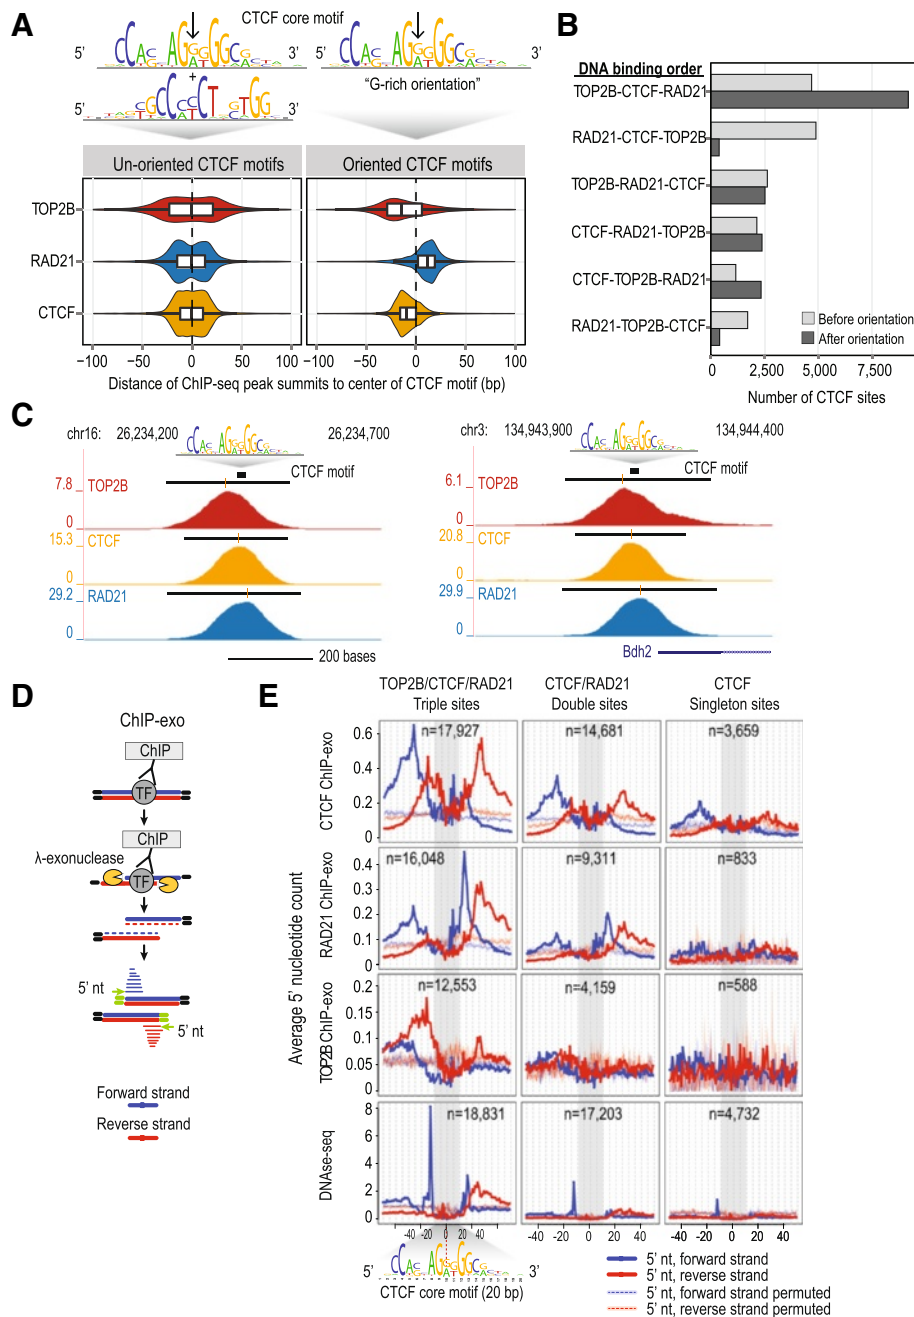 A
CTCF core motif
5'
3'
5'
3'
+
"G-rich orientation"
5'
3'
Un-oriented CTCF motifs
Oriented CTCF motifs
TOP2B
RAD21
CTCF
−100 −50 0 50 100
−100 −50 0 50 100
Distance of ChIP-seq peak summits to center of CTCF motif (bp)
B
DNA binding order
TOP2B-CTCF-RAD21
RAD21-CTCF-TOP2B
TOP2B-RAD21-CTCF
CTCF-RAD21-TOP2B
CTCF-TOP2B-RAD21
RAD21-TOP2B-CTCF
Before orientation
After orientation
0 2,500 5,000 7,500
Number of CTCF sites
C
chr16: 26,234,200 26,234,700
CTCF motif
7.8 TOP2B
0
15.3 CTCF
0
29.2 RAD21
0
200 bases
chr3: 134,943,900 134,944,400
CTCF motif
6.1 TOP2B
0
20.8 CTCF
0
29.9 RAD21
0
Bdh2
D
ChIP-exo
ChIP
TF
ChIP
λ-exonuclease
TF
5' nt
5' nt
Forward strand
Reverse strand
E
TOP2B/CTCF/RAD21
Triple sites
CTCF/RAD21
Double sites
CTCF
Singleton sites
Average 5' nucleotide count
CTCF ChIP-exo
0.6
0.4
0.2
0
n=17,927
n=14,681
n=3,659
RAD21 ChIP-exo
0.4
0.3
0.2
0.1
0
n=16,048
n=9,311
n=833
TOP2B ChIP-exo
0.2
0.15
0.1
0.05
0
n=12,553
n=4,159
n=588
DNAse-seq
8
6
4
2
0
n=18,831
n=17,203
n=4,732
-40 -20 0 20 40
-40 -20 0 20 40
-40 -20 0 20 40
5'
3'
CTCF core motif (20 bp)
5' nt, forward strand
5' nt, reverse strand
5' nt, forward strand permuted
5' nt, reverse strand permuted